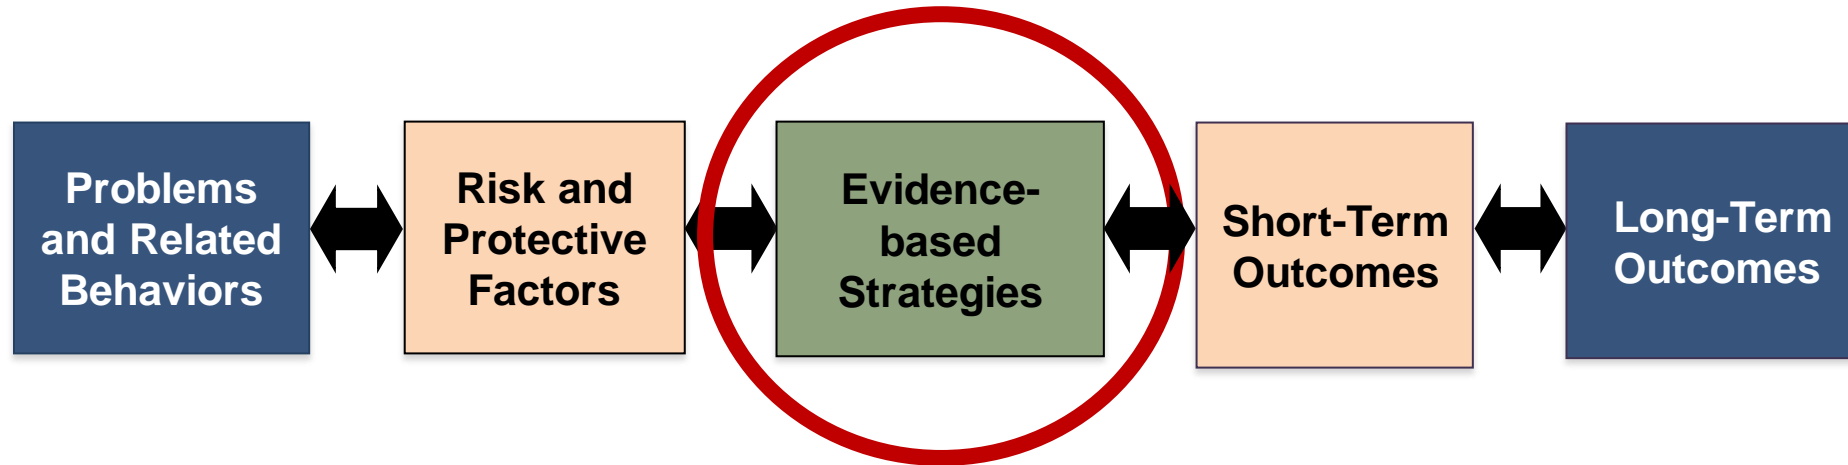 Problems
and Related
Behaviors
Risk and
Protective
Factors
Evidence-
based
Strategies
Short-Term
Outcomes
Long-Term
Outcomes